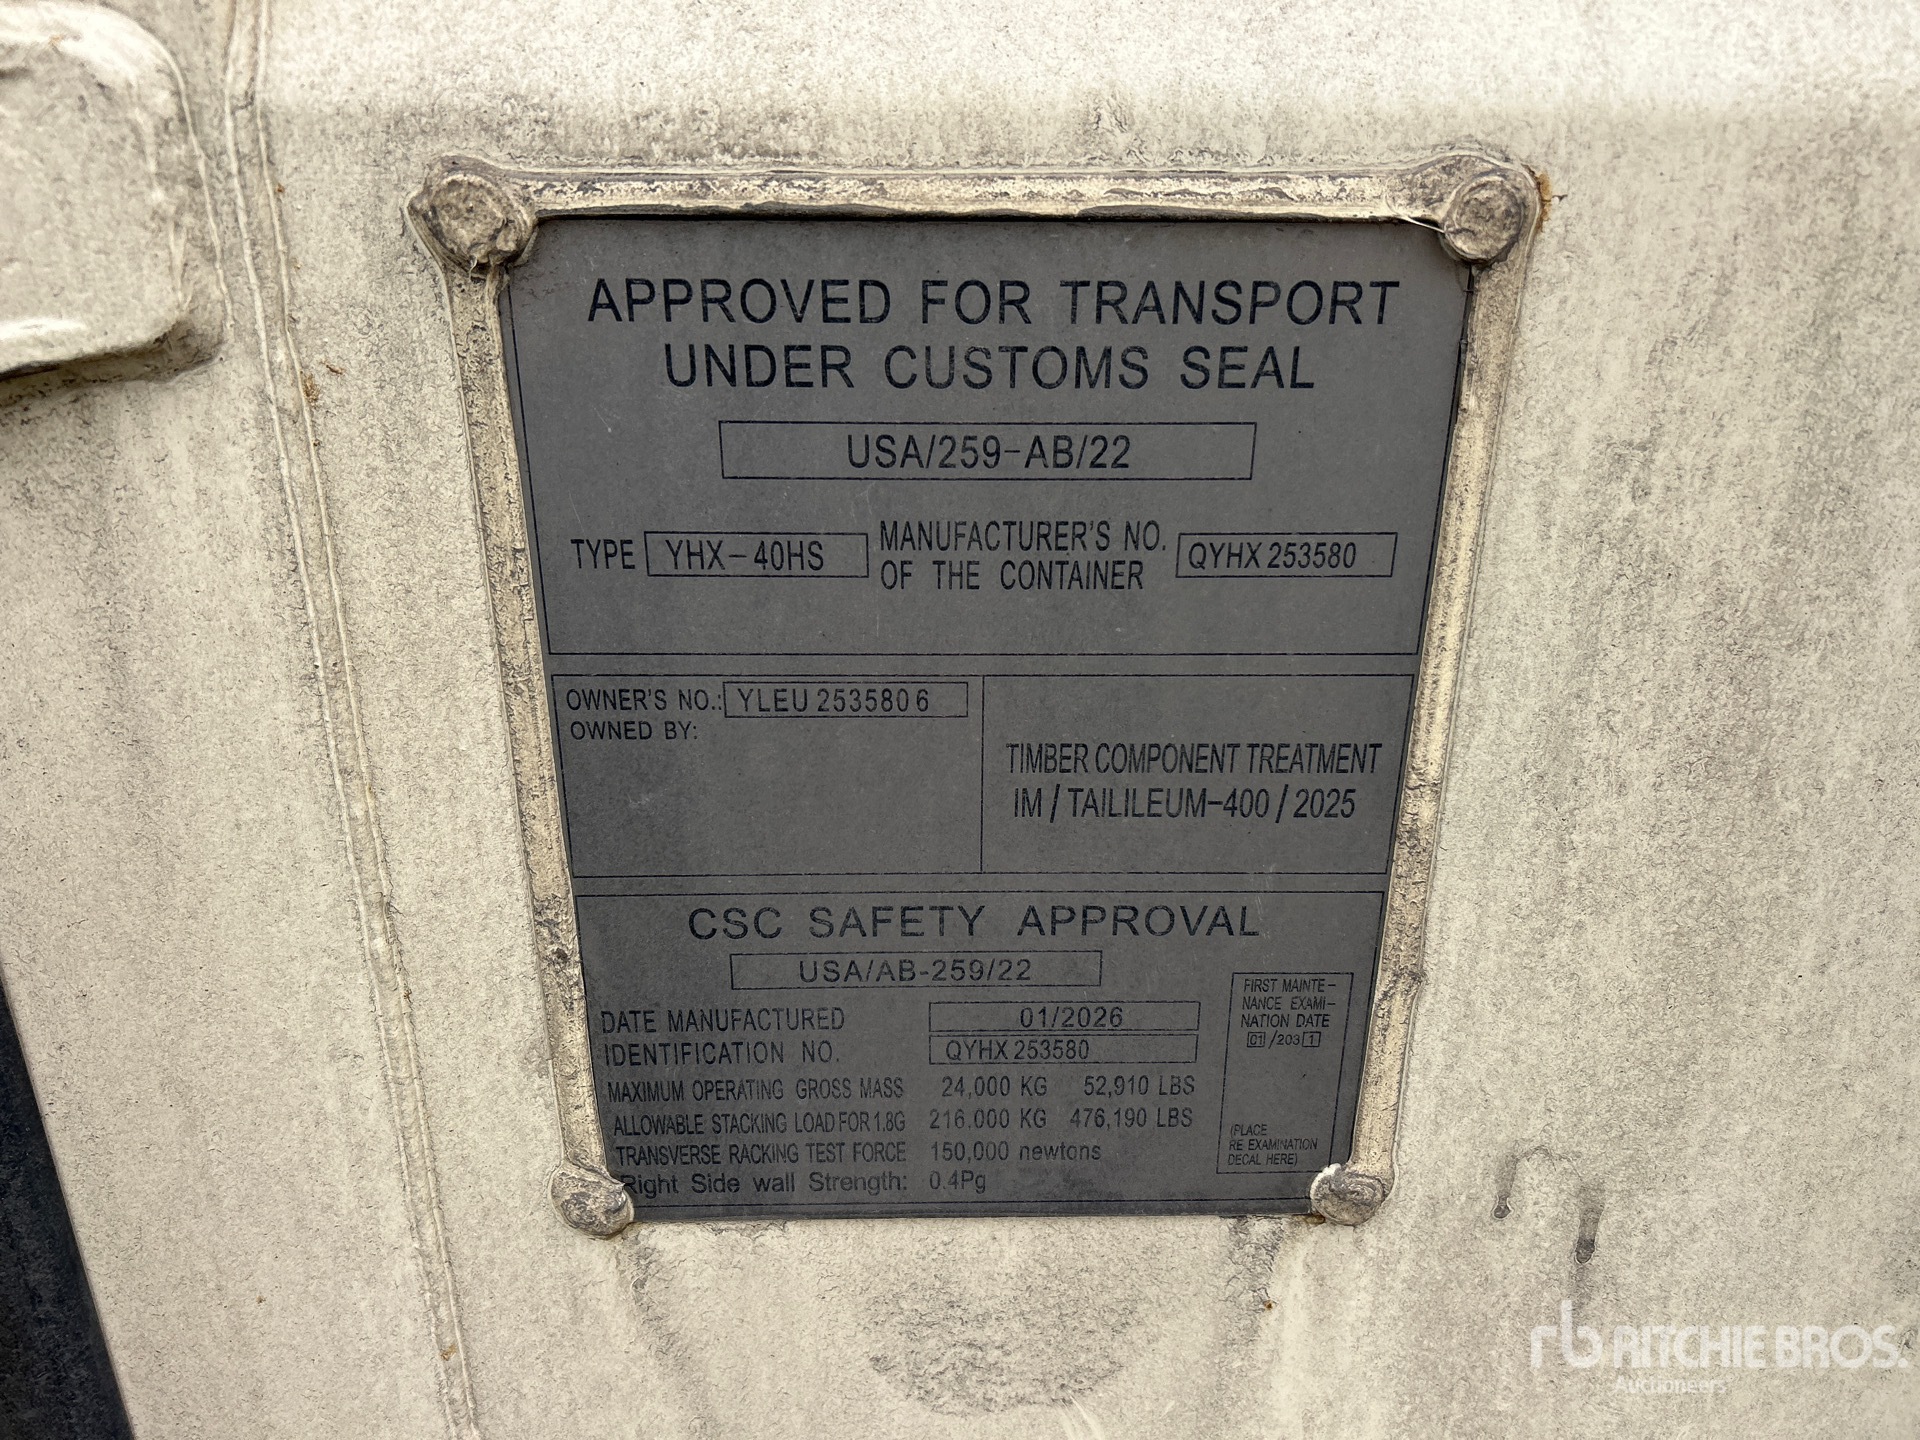 APPROVED FOR TRANSPORT
UNDER CUSTOMS SEAL
USA/259-AB/22
TYPE YHX-40HS MANUFACTURER'S NO. OF THE CONTAINER QYHX 253580
OWNER'S NO.: YLEU 253580 6
OWNED BY:
TIMBER COMPONENT TREATMENT
IM/TAILILEUM-400/2025
CSC SAFETY APPROVAL
USA/AB-259/22
DATE MANUFACTURED 01/2026
IDENTIFICATION NO. QYHX 253580
MAXIMUM OPERATING GROSS MASS 24,000 KG 52,910 LBS
ALLOWABLE STACKING LOAD FOR 1.8G 216,000 KG 476,190 LBS
TRANSVERSE RACKING TEST FORCE 150,000 newtons
Right Side wall Strength: 0.4Pg
FIRST MAINTE-
NANCE EXAMI-
NATION DATE
01/2031
(PLACE
RE EXAMINATION
DECAL HERE)
rb RITCHIE BROS.
Auctioneers